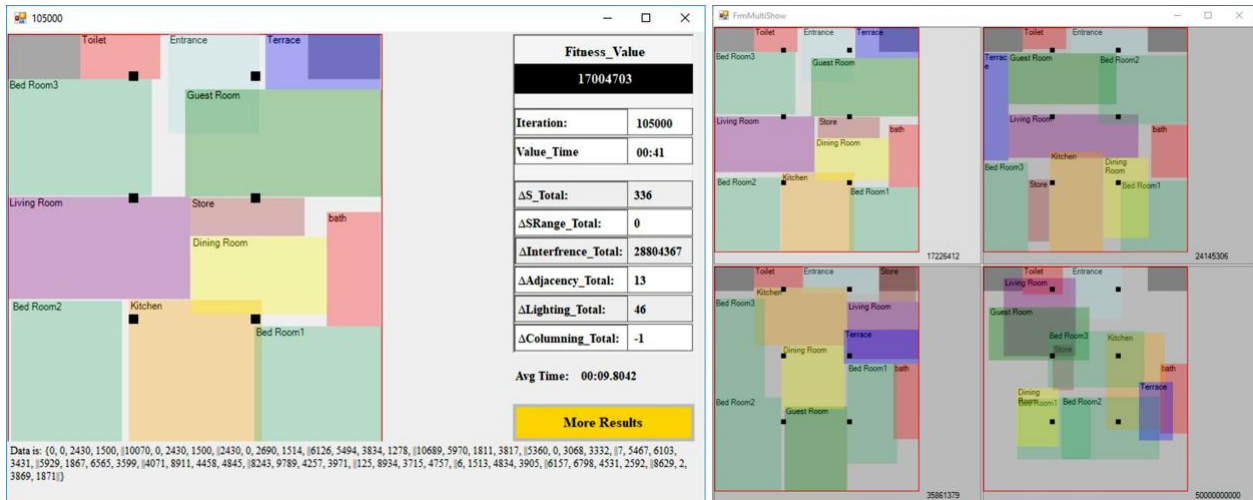 105000
Toilet
Entrance
Terrace
Bed Room3
Guest Room
Living Room
Store
bath
Dining Room
Bed Room2
Kitchen
Bed Room1
Fitness_Value
17004703
Iteration: 105000
Value_Time 00:41
ΔS_Total: 336
ΔSRange_Total: 0
ΔInterfrence_Total: 28804367
ΔAdjacency_Total: 13
ΔLighting_Total: 46
ΔColumning_Total: -1
Avg Time: 00:09.8042
More Results
Data is: {0, 0, 2430, 1500, ||10070, 0, 2430, 1500, ||2430, 0, 2690, 1514, ||6126, 5494, 3834, 1278, ||10689, 5970, 1811, 3817, ||5360, 0, 3068, 3332, ||7, 5467, 6103,
3431, ||5929, 1867, 6565, 3599, ||4071, 8911, 4458, 4845, ||8243, 9789, 4257, 3971, ||125, 8934, 3715, 4757, ||6, 1513, 4834, 3905, ||6157, 6798, 4531, 2592, ||8629, 2,
3869, 1871||}
FrmMultiShow
Toilet
Entrance
Terrace
Bed Room3
Guest Room
Living Room
Store
bath
Dining Room
Bed Room2
Kitchen
Bed Room1
17226412
Toilet
Entrance
Terrac
e
Guest Room
Bed Room2
Living Room
bath
Kitchen
Bed Room3
Dining
Room
Store
Bed Room1
24145306
Toilet
Entrance
Store
Kitchen
Bed Room3
Living Room
Terrace
Dining Room
Bed Room1
bath
Bed Room2
Guest Room
35861379
Toilet
Entrance
Living Room
Guest Room
Bed Room3
Kitchen
Store
bath
Terrace
Dining
Room
Bed Room1
Bed Room2
50000000000